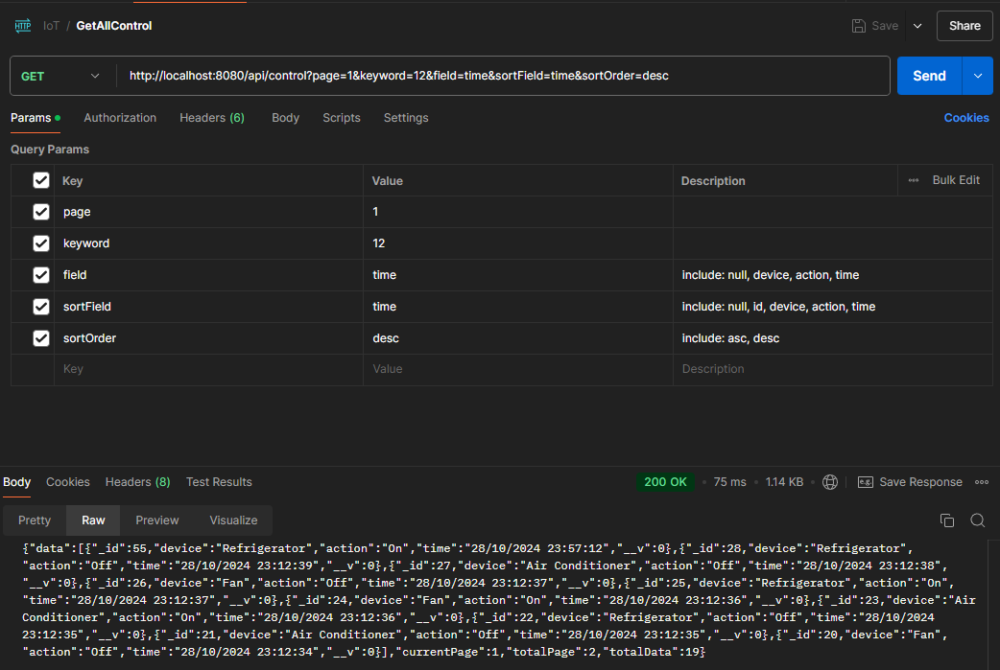 HTTP IoT / GetAllControl Save Share
GET http://localhost:8080/api/control?page=1&keyword=12&field=time&sortField=time&sortOrder=desc Send
Params Authorization Headers (6) Body Scripts Settings Cookies
Query Params
Key Value Description Bulk Edit
page 1
keyword 12
field time include: null, device, action, time
sortField time include: null, id, device, action, time
sortOrder desc include: asc, desc
Key Value Description
Body Cookies Headers (8) Test Results 200 OK 75 ms 1.14 KB e.g. Save Response
Pretty Raw Preview Visualize
{"data":[{"_id":55,"device":"Refrigerator","action":"On","time":"28/10/2024 23:57:12","__v":0},{"_id":28,"device":"Refrigerator",
"action":"Off","time":"28/10/2024 23:12:39","__v":0},{"_id":27,"device":"Air Conditioner","action":"Off","time":"28/10/2024 23:12:38",
"__v":0},{"_id":26,"device":"Fan","action":"Off","time":"28/10/2024 23:12:37","__v":0},{"_id":25,"device":"Refrigerator","action":"On",
"time":"28/10/2024 23:12:37","__v":0},{"_id":24,"device":"Fan","action":"On","time":"28/10/2024 23:12:36","__v":0},{"_id":23,"device":"Air
Conditioner","action":"On","time":"28/10/2024 23:12:36","__v":0},{"_id":22,"device":"Refrigerator","action":"Off","time":"28/10/2024
23:12:35","__v":0},{"_id":21,"device":"Air Conditioner","action":"Off","time":"28/10/2024 23:12:35","__v":0},{"_id":20,"device":"Fan",
"action":"Off","time":"28/10/2024 23:12:34","__v":0}],"currentPage":1,"totalPage":2,"totalData":19}